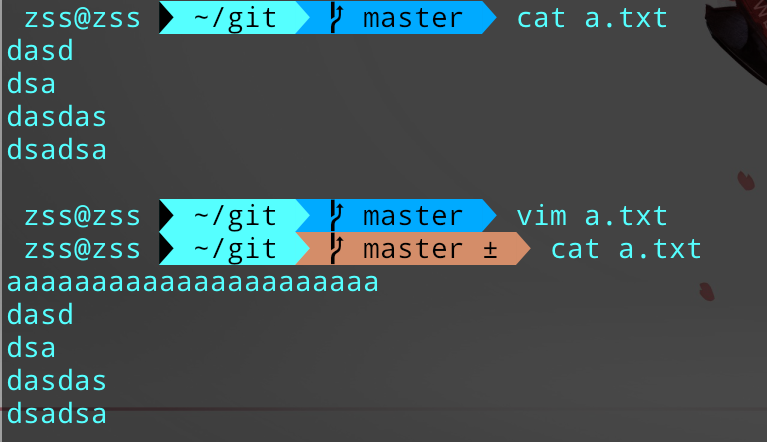 zss@zss ~/git master cat a.txt
dasd
dsa
dasdas
dsadsa
zss@zss ~/git master vim a.txt
zss@zss ~/git master ± cat a.txt
aaaaaaaaaaaaaaaaaaaaaa
dasd
dsa
dasdas
dsadsa